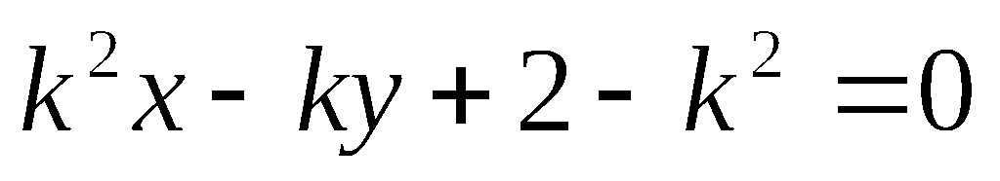 k²x - ky + 2 - k² = 0